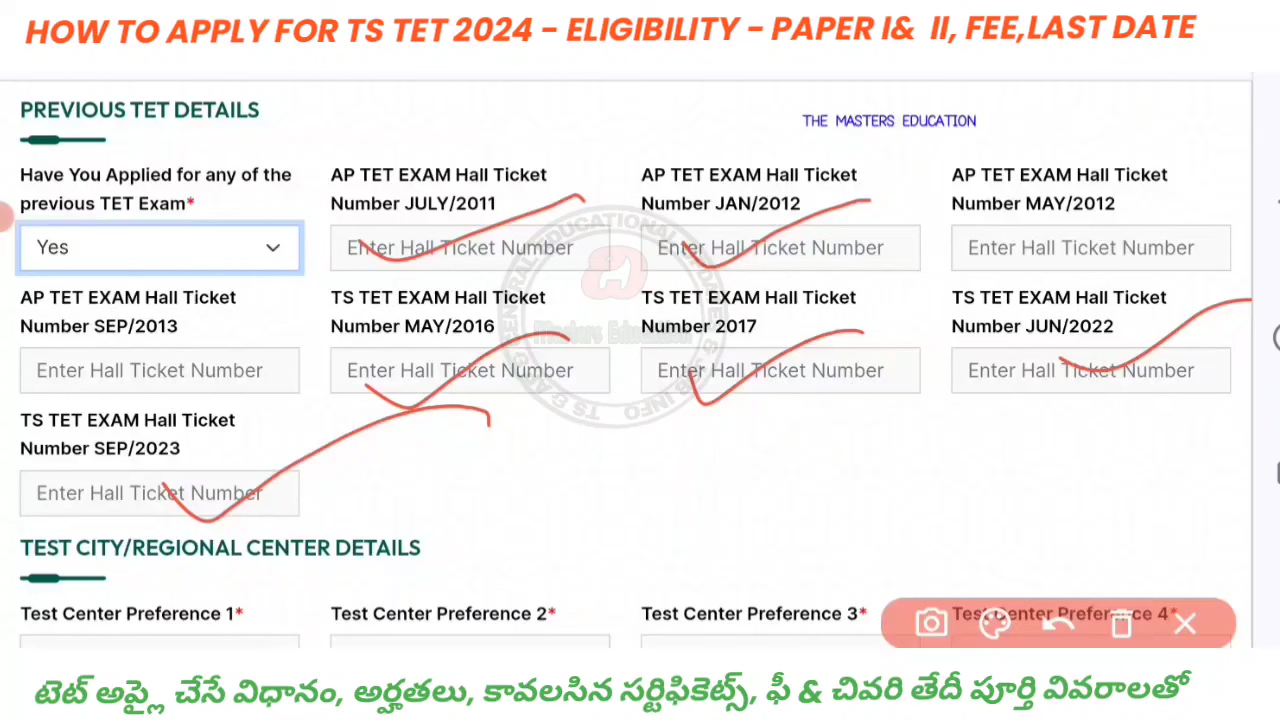 HOW TO APPLY FOR TS TET 2024 - ELIGIBILITY - PAPER I& II, FEE,LAST DATE
PREVIOUS TET DETAILS
THE MASTERS EDUCATION
Have You Applied for any of the previous TET Exam*
Yes
AP TET EXAM Hall Ticket Number JULY/2011
Enter Hall Ticket Number
AP TET EXAM Hall Ticket Number JAN/2012
Enter Hall Ticket Number
AP TET EXAM Hall Ticket Number MAY/2012
Enter Hall Ticket Number
AP TET EXAM Hall Ticket Number SEP/2013
Enter Hall Ticket Number
TS TET EXAM Hall Ticket Number MAY/2016
Enter Hall Ticket Number
TS TET EXAM Hall Ticket Number 2017
Enter Hall Ticket Number
TS TET EXAM Hall Ticket Number JUN/2022
Enter Hall Ticket Number
TS TET EXAM Hall Ticket Number SEP/2023
Enter Hall Ticket Number
Masters Education
TEST CITY/REGIONAL CENTER DETAILS
Test Center Preference 1*
Test Center Preference 2*
Test Center Preference 3*
Test Center Preference 4*
టెట్ అప్లై చేసే విధానం, అర్హతలు, కావలసిన సర్టిఫికెట్స్, ఫీ & చివరి తేదీ పూర్తి వివరాలతో